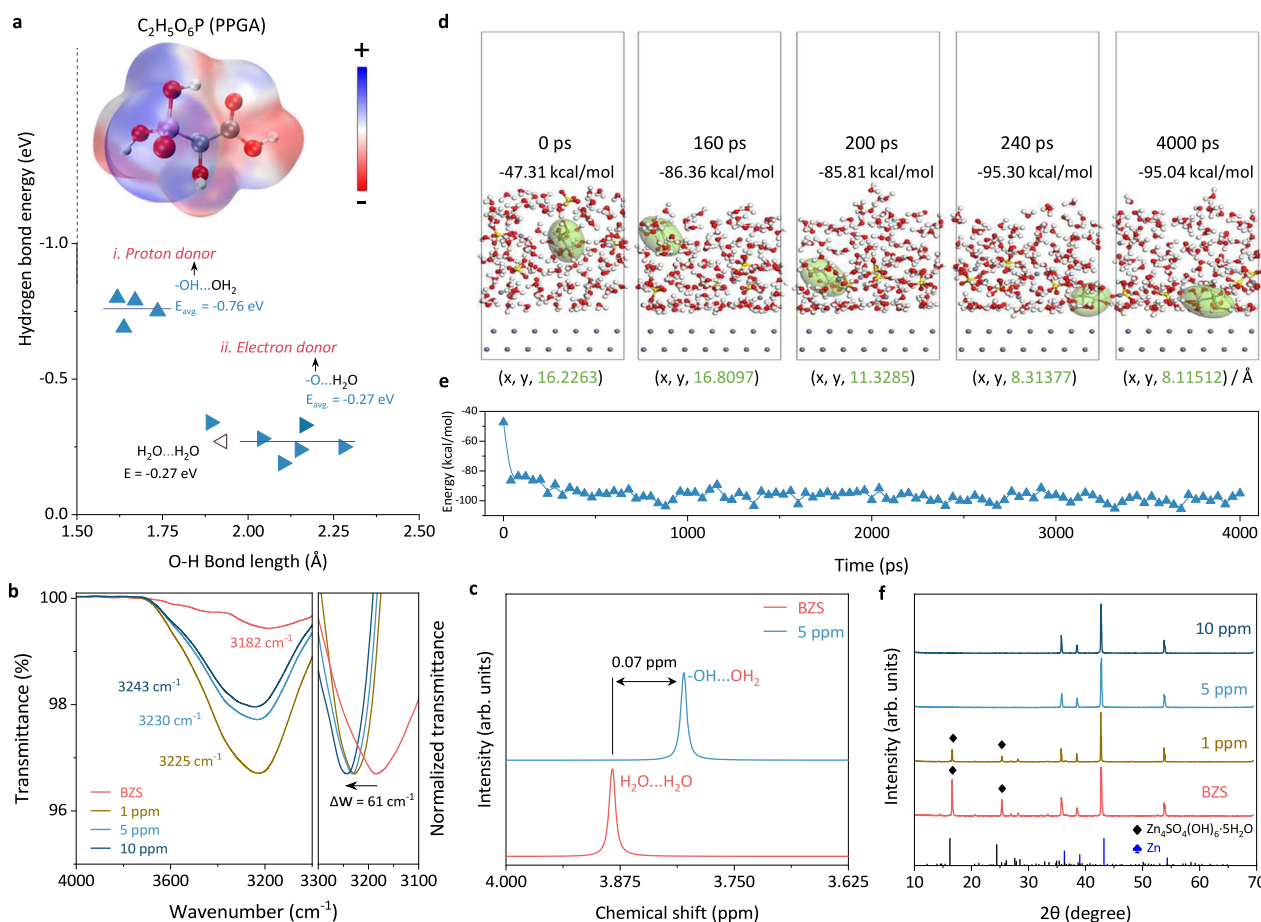 a
C₂H₅O₆P (PPGA)
+
-
Hydrogen bond energy (eV)
-1.0
-0.5
0.0
i. Proton donor
-OH...OH₂
Eavg. = -0.76 eV
ii. Electron donor
-O...H₂O
Eavg. = -0.27 eV
H₂O...H₂O
E = -0.27 eV
1.50 1.75 2.00 2.25 2.50
O-H Bond length (Å)
d
0 ps 160 ps 200 ps 240 ps 4000 ps
-47.31 kcal/mol -86.36 kcal/mol -85.81 kcal/mol -95.30 kcal/mol -95.04 kcal/mol
(x, y, 16.2263) (x, y, 16.8097) (x, y, 11.3285) (x, y, 8.31377) (x, y, 8.11512) / Å
e
Energy (kcal/mol)
-40
-60
-80
-100
0 1000 2000 3000 4000
Time (ps)
b
Transmittance (%)
100
98
96
3182 cm⁻¹
3243 cm⁻¹
3230 cm⁻¹
3225 cm⁻¹
BZS
1 ppm
5 ppm
10 ppm
ΔW = 61 cm⁻¹
Normalized transmittance
4000 3200 3300 3200 3100
Wavenumber (cm⁻¹)
c
Intensity (arb. units)
BZS
5 ppm
0.07 ppm
-OH...OH₂
H₂O...H₂O
4.000 3.875 3.750 3.625
Chemical shift (ppm)
f
Intensity (arb. units)
10 ppm
5 ppm
1 ppm
BZS
◆ Zn₄SO₄(OH)₆·5H₂O
♣ Zn
10 20 30 40 50 60 70
2θ (degree)